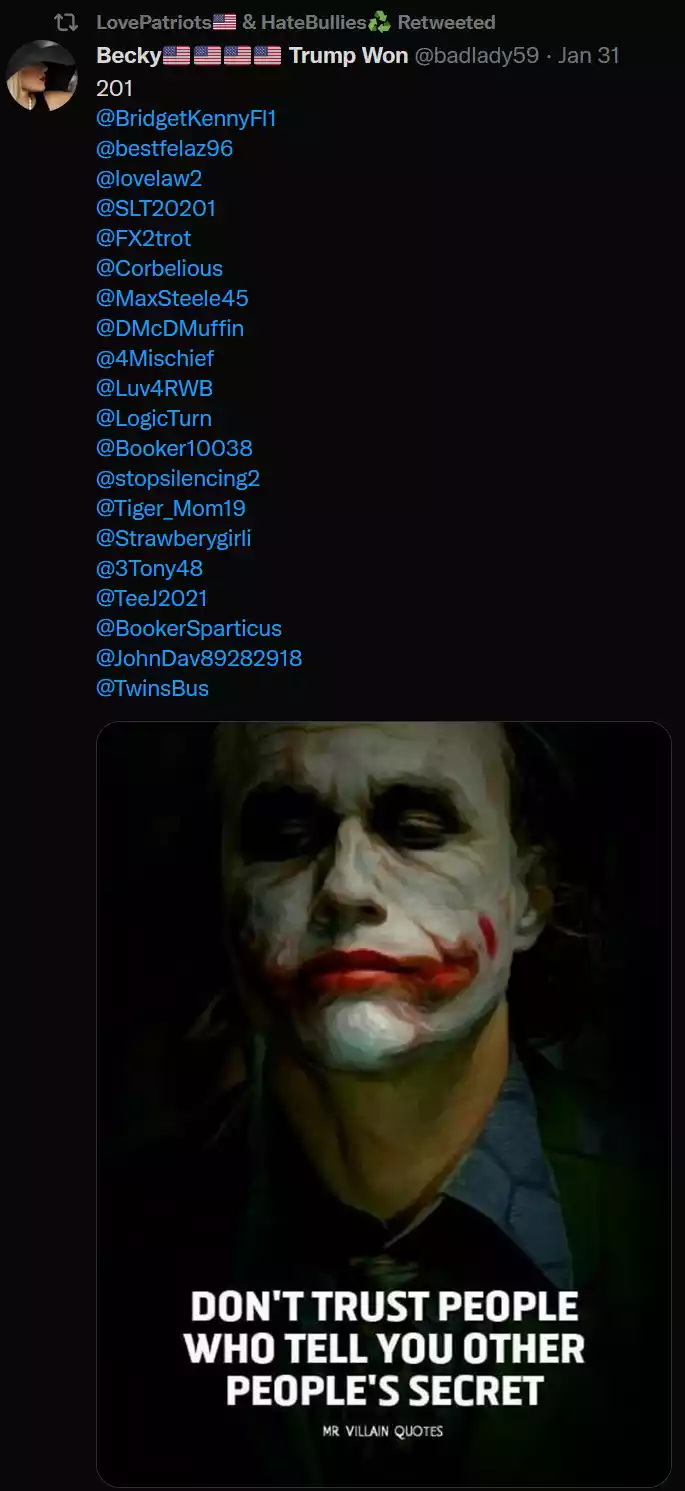 LovePatriots🇺🇸 & HateBullies♻️ Retweeted
Becky🇺🇸🇺🇸🇺🇸🇺🇸 Trump Won @badlady59 · Jan 31
201
@BridgetKennyFl1
@bestfelaz96
@lovelaw2
@SLT20201
@FX2trot
@Corbelious
@MaxSteele45
@DMcDMuffin
@4Mischief
@Luv4RWB
@LogicTurn
@Booker10038
@stopsilencing2
@Tiger_Mom19
@Strawberygirli
@3Tony48
@TeeJ2021
@BookerSparticus
@JohnDav89282918
@TwinsBus
DON'T TRUST PEOPLE
WHO TELL YOU OTHER
PEOPLE'S SECRET
MR VILLAIN QUOTES